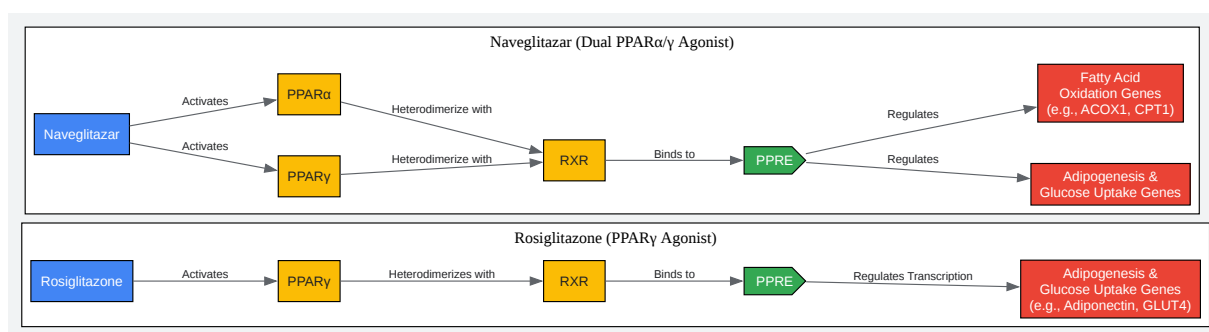 Naveglitazar (Dual PPARα/γ Agonist)
Naveglitazar
Activates
Activates
PPARα
PPARγ
Heterodimerize with
Heterodimerize with
RXR
Binds to
PPRE
Regulates
Regulates
Fatty Acid
Oxidation Genes
(e.g., ACOX1, CPT1)
Adipogenesis &
Glucose Uptake Genes
Rosiglitazone (PPARγ Agonist)
Rosiglitazone
Activates
PPARγ
Heterodimerizes with
RXR
Binds to
PPRE
Regulates Transcription
Adipogenesis &
Glucose Uptake Genes
(e.g., Adiponectin, GLUT4)